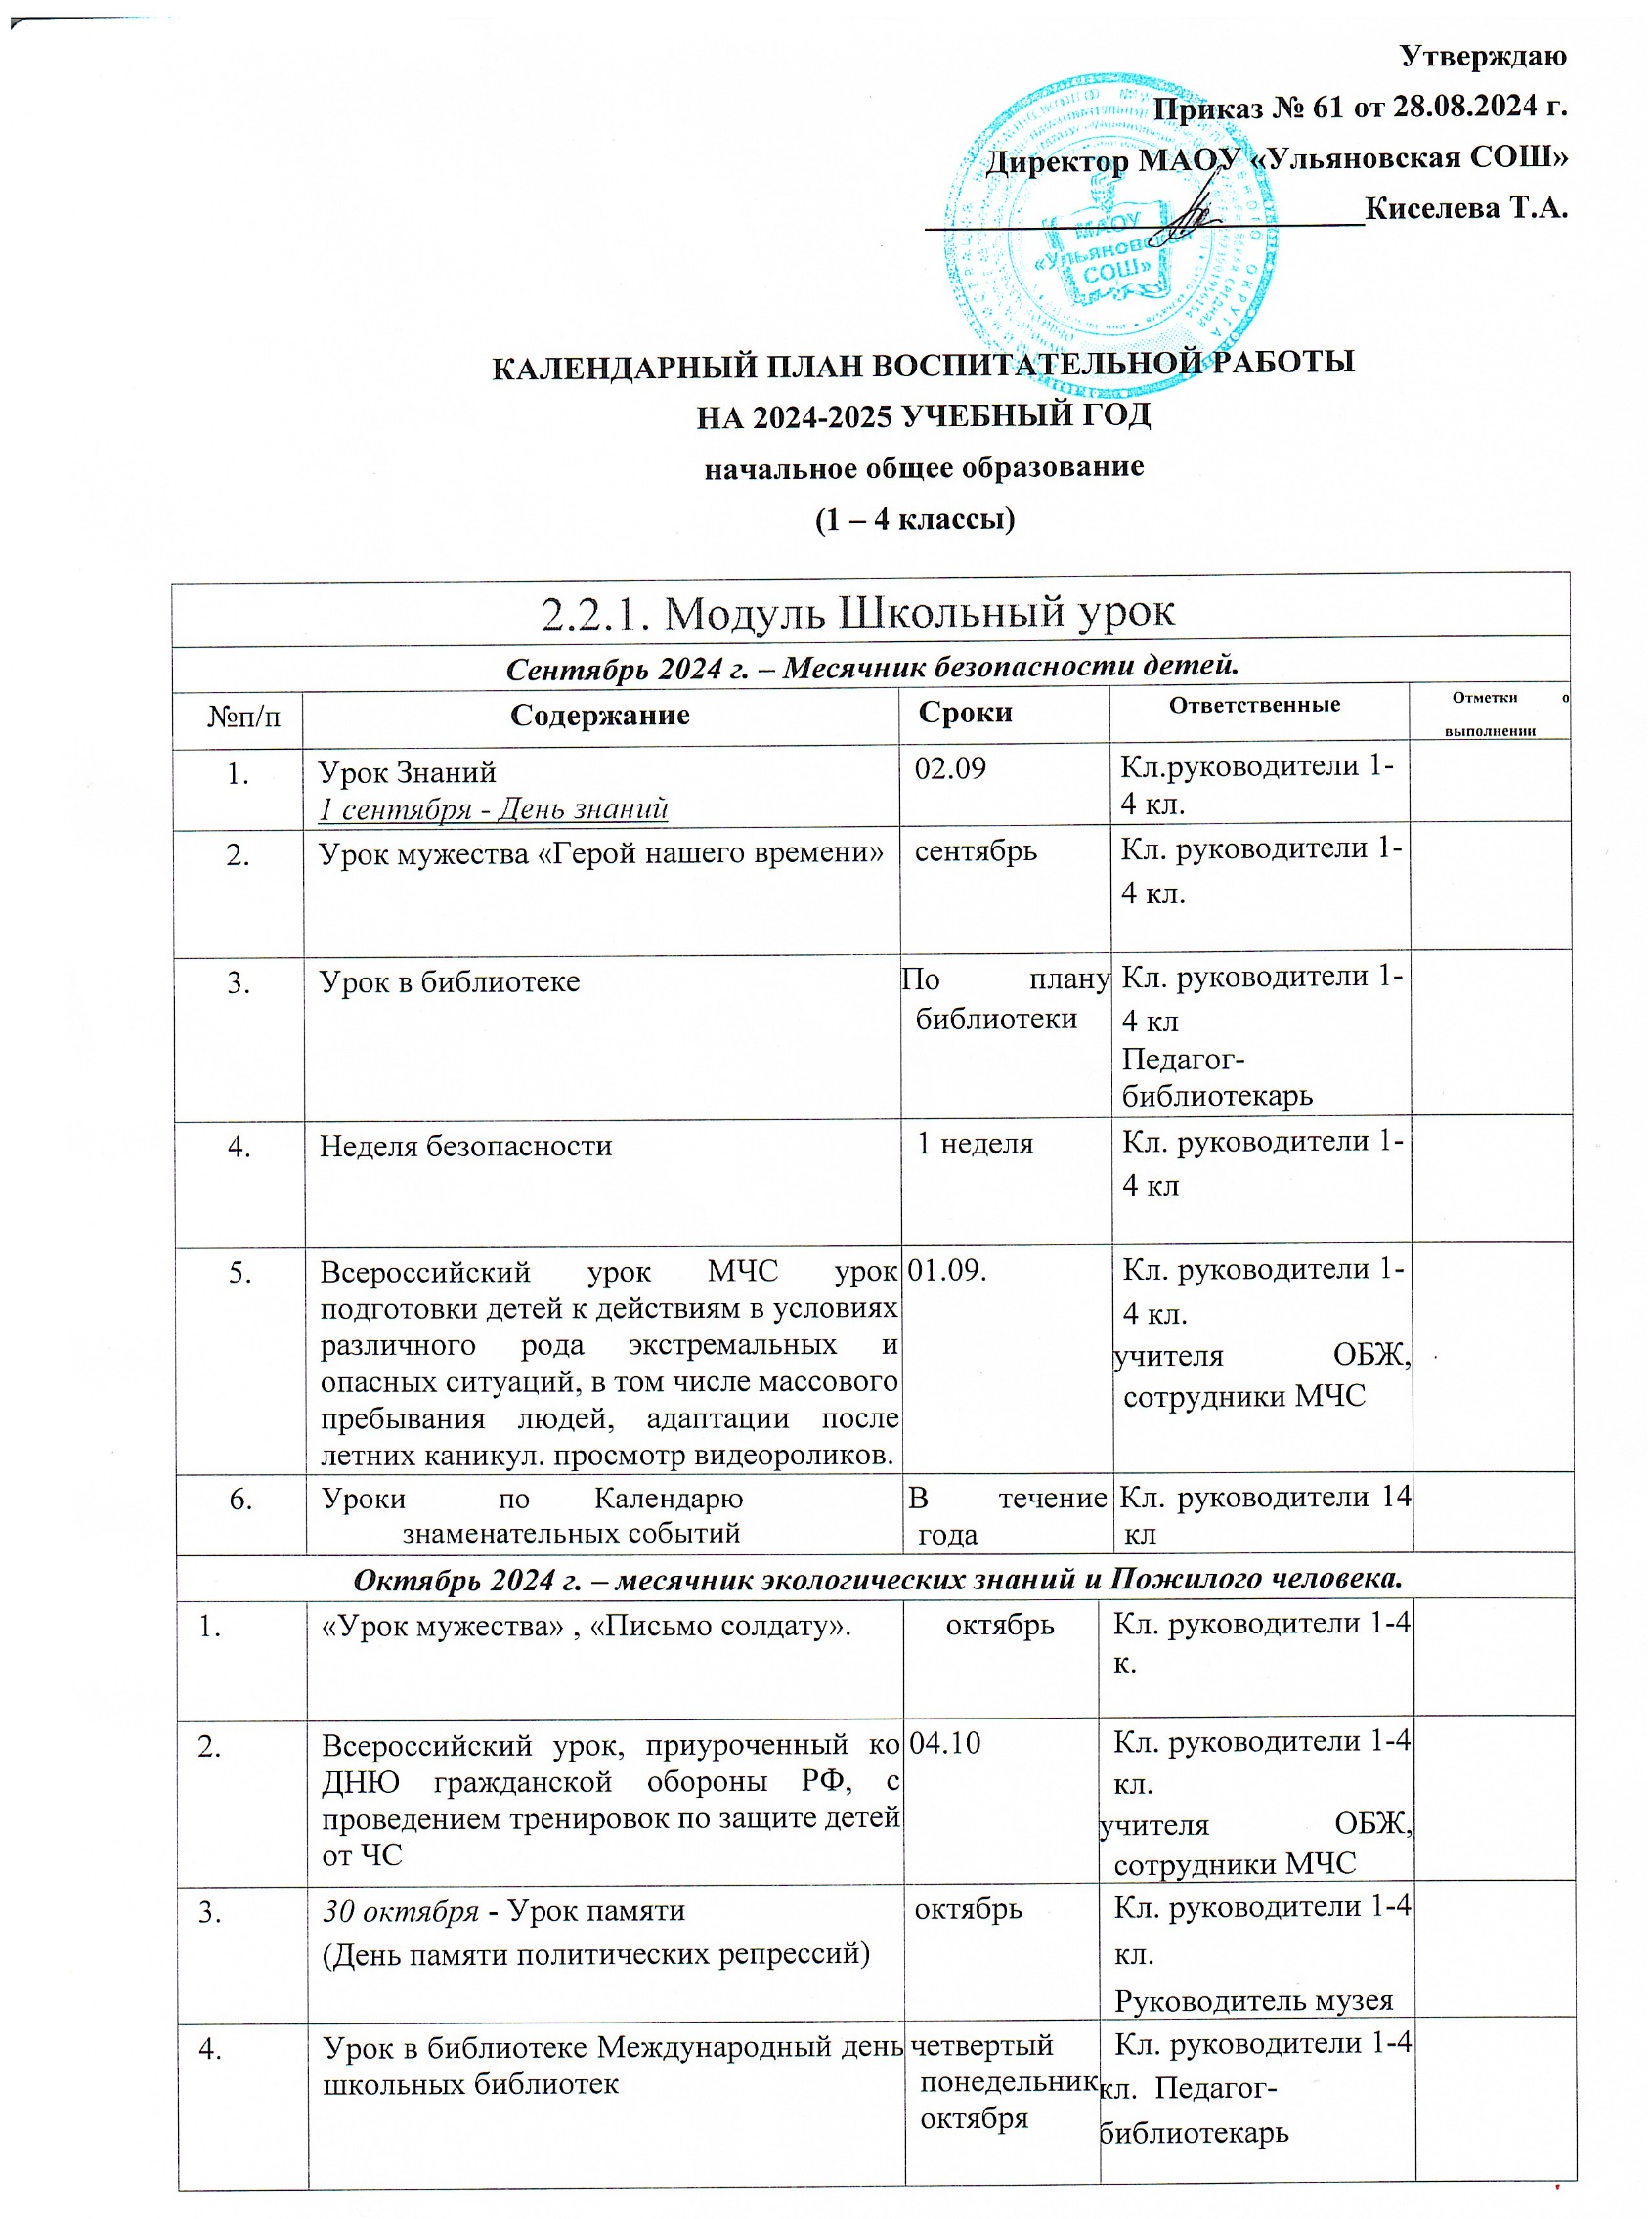 Утверждаю
Приказ № 61 от 28.08.2024 г.
Директор МАОУ «Ульяновская СОШ»
Киселева Т.А.
МАОУ
«Ульяновская
СОШ»
КАЛЕНДАРНЫЙ ПЛАН ВОСПИТАТЕЛЬНОЙ РАБОТЫ
НА 2024-2025 УЧЕБНЫЙ ГОД
начальное общее образование
(1 – 4 классы)
2.2.1. Модуль Школьный урок
Сентябрь 2024 г. – Месячник безопасности детей.
№п/п Содержание Сроки Ответственные Отметки о
выполнении
1. Урок Знаний 02.09 Кл.руководители 1-
1 сентября - День знаний 4 кл.
2. Урок мужества «Герой нашего времени» сентябрь Кл. руководители 1-
4 кл.
3. Урок в библиотеке По плану Кл. руководители 1-
библиотеки 4 кл
Педагог-
библиотекарь
4. Неделя безопасности 1 неделя Кл. руководители 1-
4 кл
5. Всероссийский урок МЧС урок 01.09. Кл. руководители 1-
подготовки детей к действиям в условиях 4 кл.
различного рода экстремальных и учителя ОБЖ,
опасных ситуаций, в том числе массового сотрудники МЧС
пребывания людей, адаптации после
летних каникул. просмотр видеороликов.
6. Уроки по Календарю В течение Кл. руководители 14
знаменательных событий года кл
Октябрь 2024 г. – месячник экологических знаний и Пожилого человека.
1. «Урок мужества» , «Письмо солдату». октябрь Кл. руководители 1-4
к.
2. Всероссийский урок, приуроченный ко 04.10 Кл. руководители 1-4
ДНЮ гражданской обороны РФ, с кл.
проведением тренировок по защите детей учителя ОБЖ,
от ЧС сотрудники МЧС
3. 30 октября - Урок памяти октябрь Кл. руководители 1-4
(День памяти политических репрессий) кл.
Руководитель музея
4. Урок в библиотеке Международный день четвертый Кл. руководители 1-4
школьных библиотек понедельник кл. Педагог-
октября библиотекарь